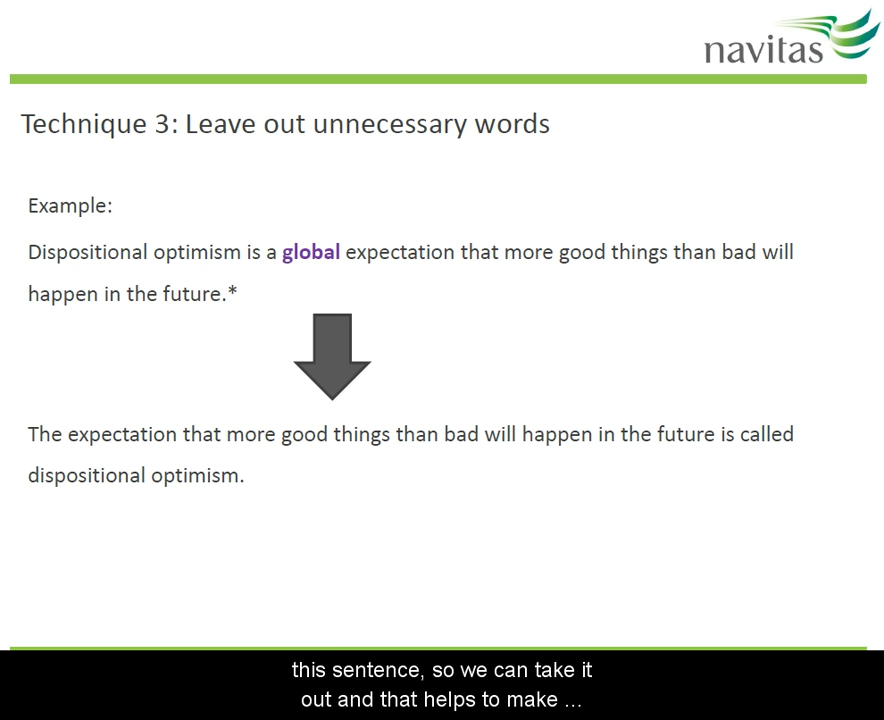 navitas
Technique 3: Leave out unnecessary words
Example:
Dispositional optimism is a global expectation that more good things than bad will
happen in the future.*
The expectation that more good things than bad will happen in the future is called
dispositional optimism.
this sentence, so we can take it
out and that helps to make ...